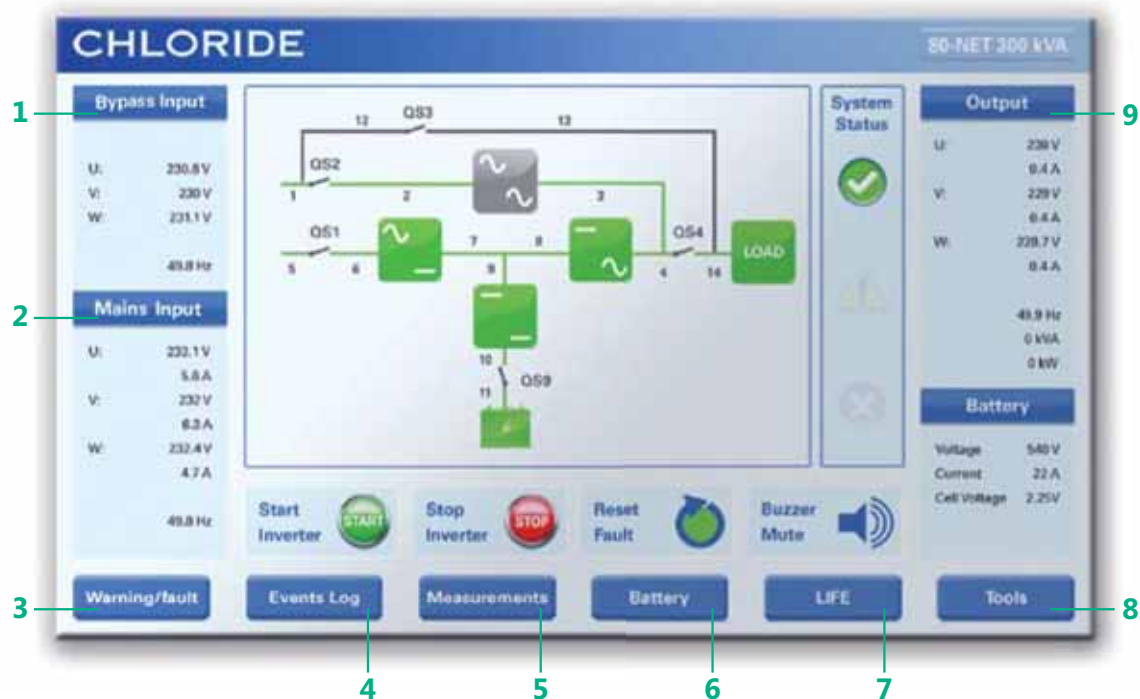 CHLORIDE
80-NET 300 kVA
1
Bypass Input
U: 230.8 V
V: 230 V
W: 231.1 V
49.8 Hz
2
Mains Input
U: 233.1 V
5.8 A
V: 232 V
6.3 A
W: 232.4 V
4.7 A
49.8 Hz
12
QS3
13
QS2
1
2
3
QS1
5
6
7
8
9
QS4
4
14
LOAD
10
QS9
11
System
Status
9
Output
U: 230 V
0.4 A
V: 229 V
0.4 A
W: 229.7 V
0.4 A
49.9 Hz
0 kVA
0 kW
Battery
Voltage 540 V
Current 22 A
Cell Voltage 2.25V
Start
Inverter
START
Stop
Inverter
STOP
Reset
Fault
Buzzer
Mute
3
Warning/fault
Events Log
Measurements
Battery
LIFE
Tools
8
4
5
6
7